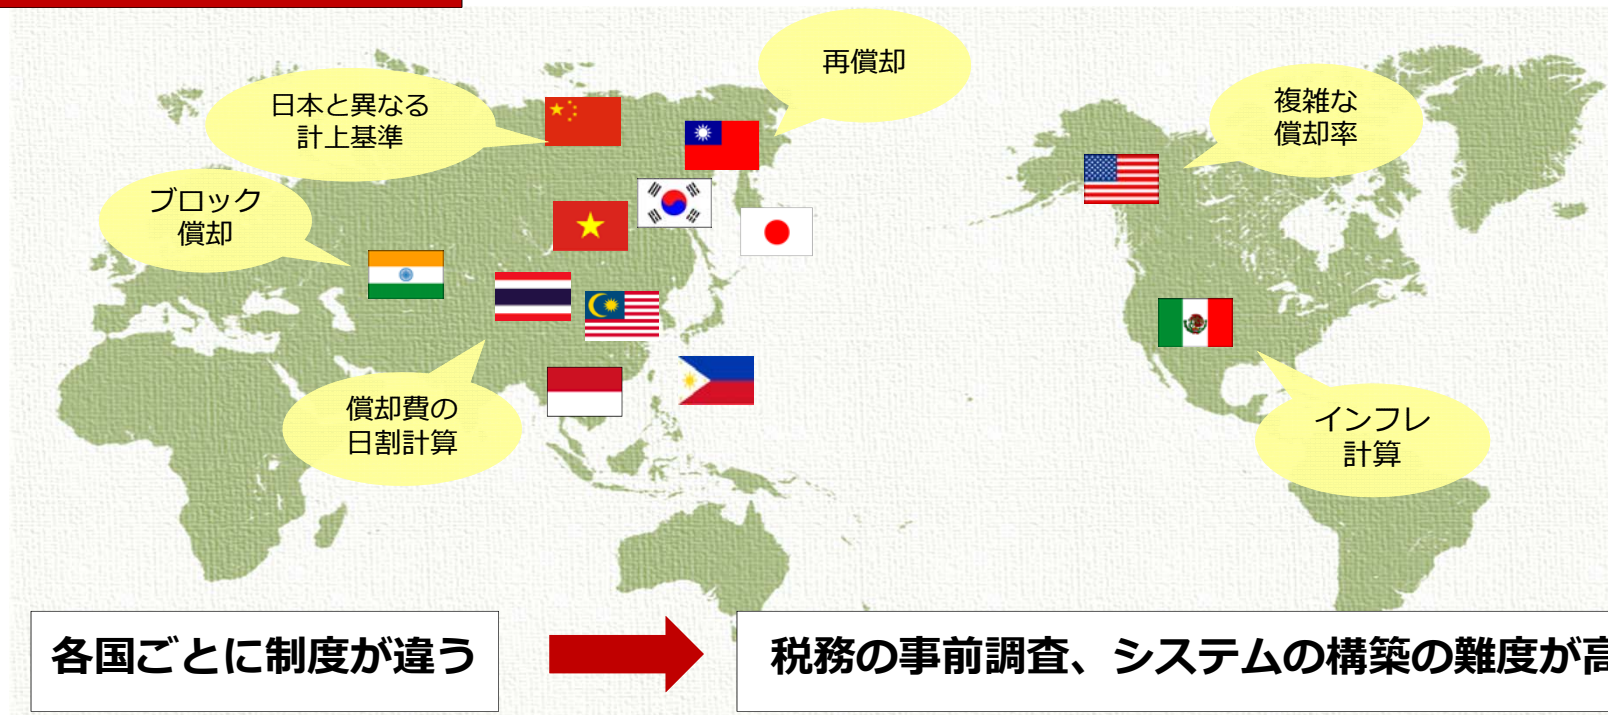 再償却
日本と異なる
計上基準
複雑な
償却率
ブロック
償却
償却費の
日割計算
インフレ
計算
各国ごとに制度が違う
税務の事前調査、システムの構築の難度が高